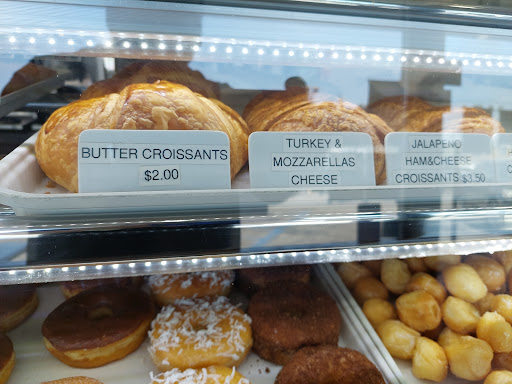 BUTTER CROISSANTS
$2.00
TURKEY &
MOZZARELLAS
CHEESE
JALAPENO
HAM&CHEESE
CROISSANTS $3.50